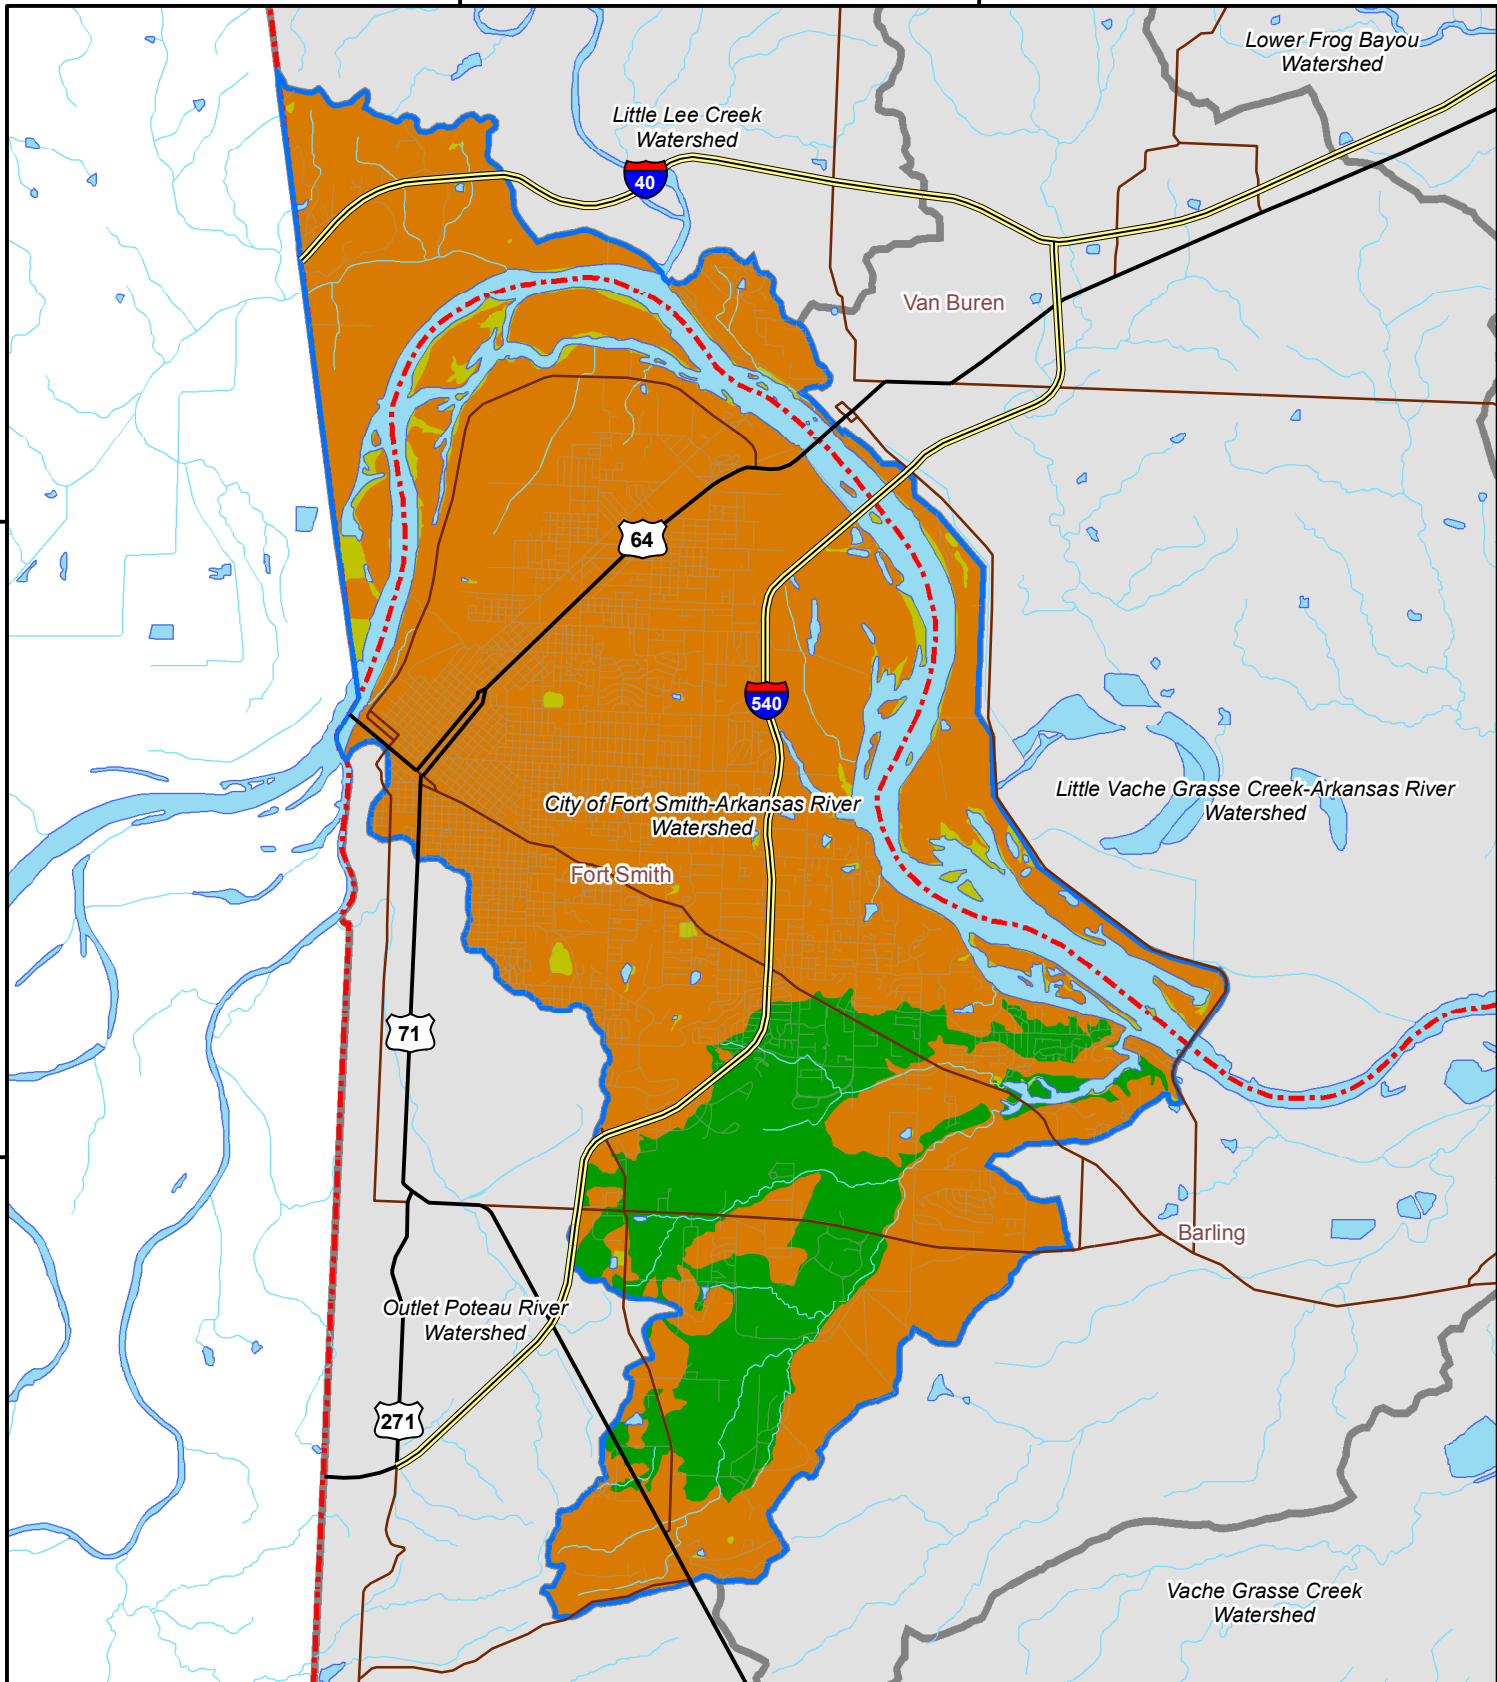 Lower Frog Bayou
Watershed
Little Lee Creek
Watershed
40
Van Buren
64
540
City of Fort Smith-Arkansas River
Watershed
Little Vache Grasse Creek-Arkansas River
Watershed
Fort Smith
71
Barling
Outlet Poteau River
Watershed
271
Vache Grasse Creek
Watershed